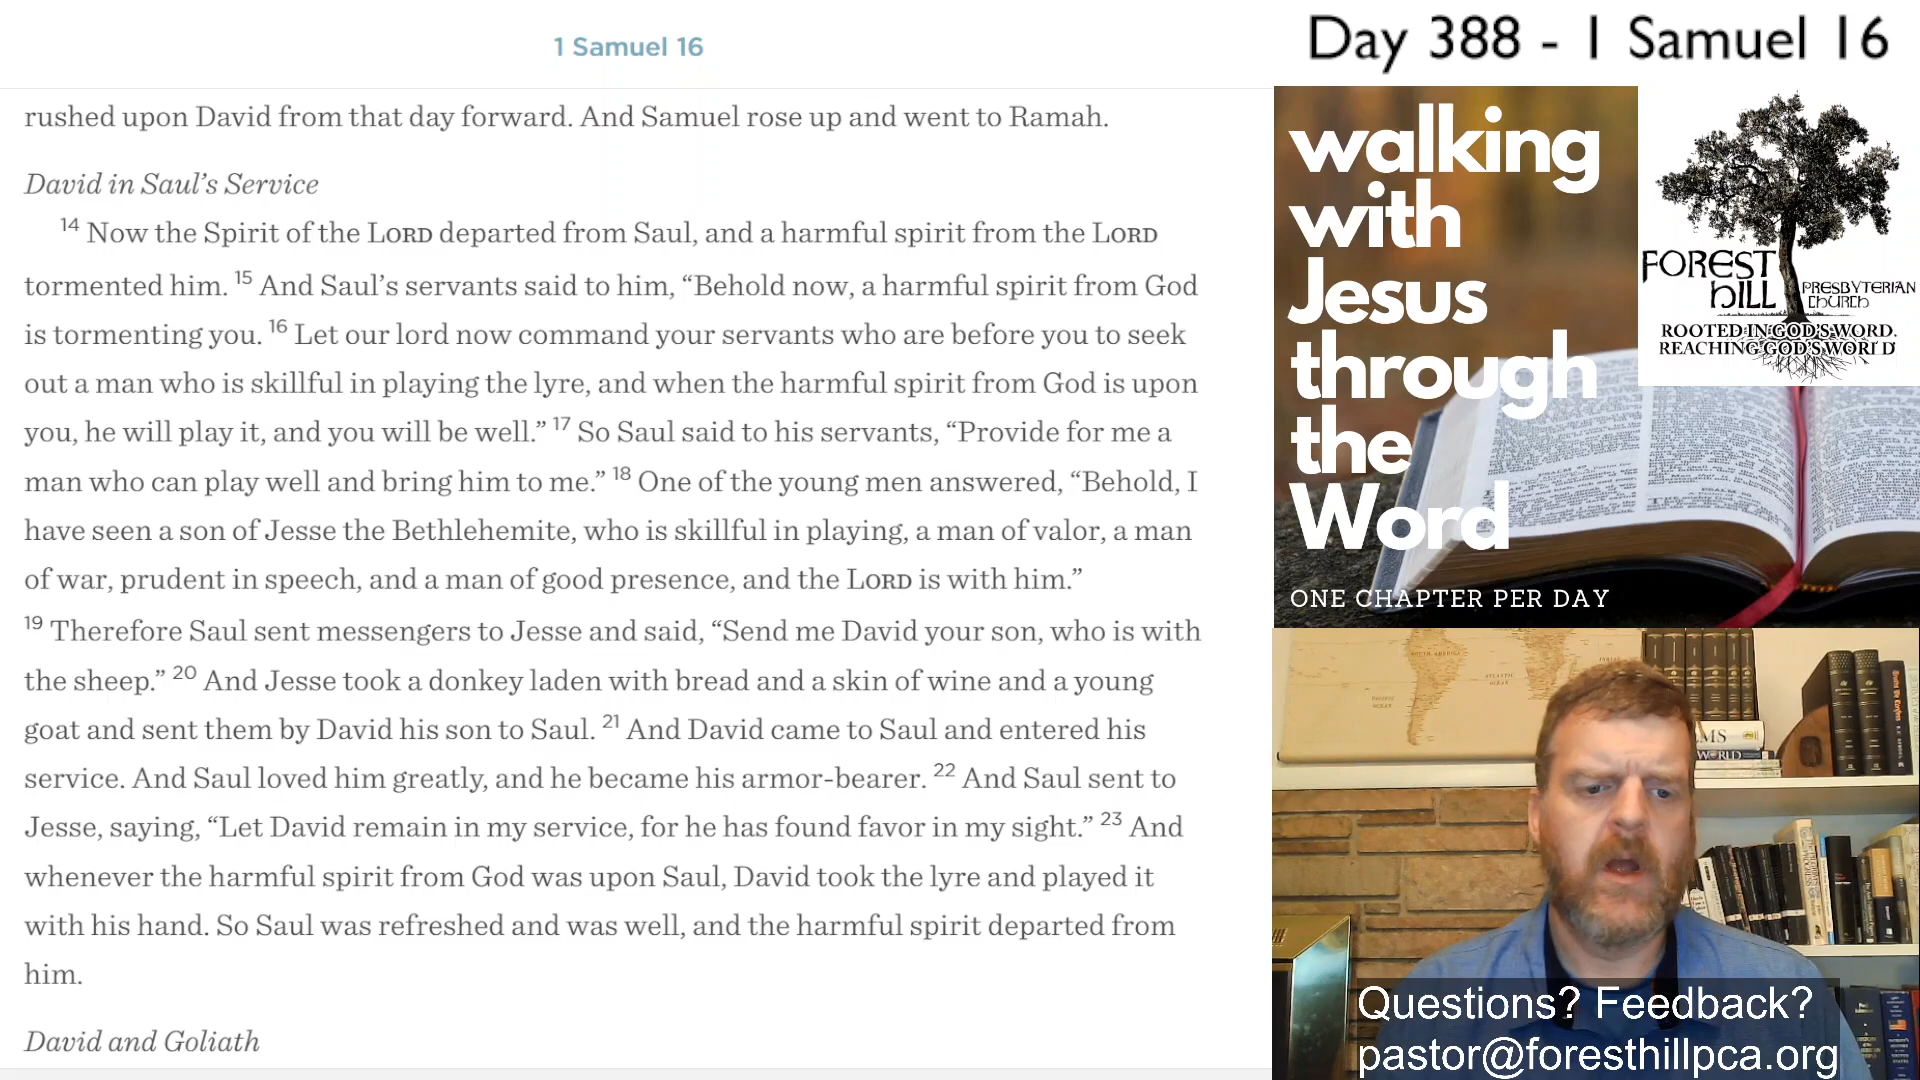 1 Samuel 16
rushed upon David from that day forward. And Samuel rose up and went to Ramah.
David in Saul’s Service
14 Now the Spirit of the LORD departed from Saul, and a harmful spirit from the LORD
tormented him. 15 And Saul’s servants said to him, “Behold now, a harmful spirit from God
is tormenting you. 16 Let our lord now command your servants who are before you to seek
out a man who is skillful in playing the lyre, and when the harmful spirit from God is upon
you, he will play it, and you will be well.” 17 So Saul said to his servants, “Provide for me a
man who can play well and bring him to me.” 18 One of the young men answered, “Behold, I
have seen a son of Jesse the Bethlehemite, who is skillful in playing, a man of valor, a man
of war, prudent in speech, and a man of good presence, and the LORD is with him.”
19 Therefore Saul sent messengers to Jesse and said, “Send me David your son, who is with
the sheep.” 20 And Jesse took a donkey laden with bread and a skin of wine and a young
goat and sent them by David his son to Saul. 21 And David came to Saul and entered his
service. And Saul loved him greatly, and he became his armor-bearer. 22 And Saul sent to
Jesse, saying, “Let David remain in my service, for he has found favor in my sight.” 23 And
whenever the harmful spirit from God was upon Saul, David took the lyre and played it
with his hand. So Saul was refreshed and was well, and the harmful spirit departed from
him.
David and Goliath
Day 388 - 1 Samuel 16
walking
with
Jesus
through
the
Word
ONE CHAPTER PER DAY
FOREST
HILL
PRESBYTERIAN
CHURCH
ROOTED IN GOD'S WORD.
REACHING GOD'S WORLD
SOUTH AMERICA
ATLANTIC
OCEAN
PACIFIC
OCEAN
WORLD
Questions? Feedback?
pastor@foresthillpca.org